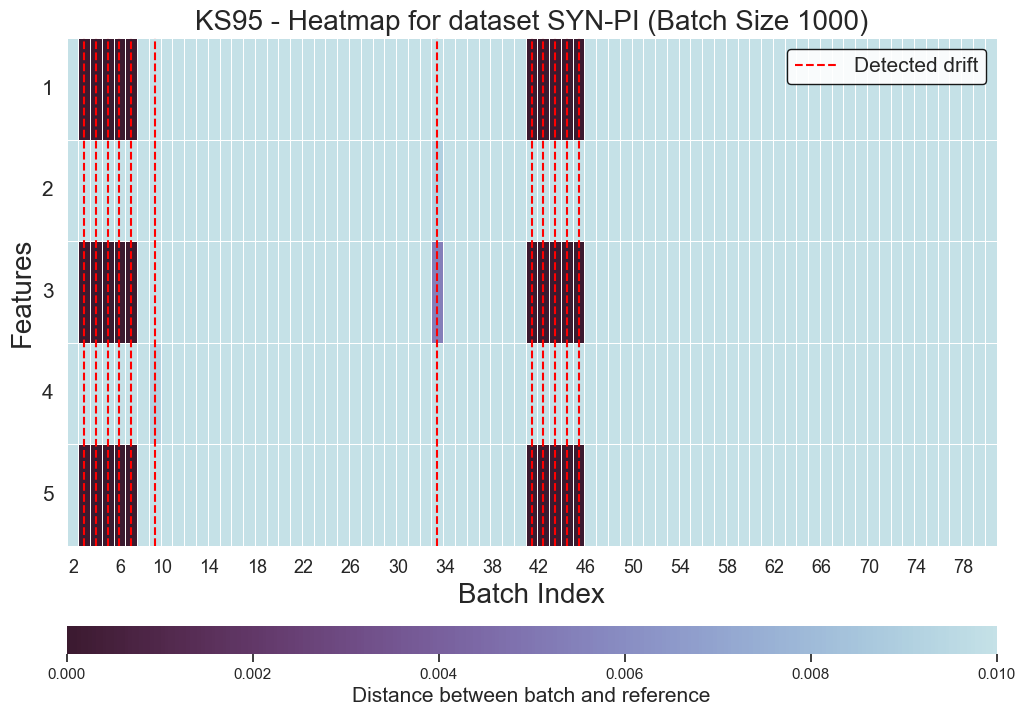 KS95 - Heatmap for dataset SYN-PI (Batch Size 1000)
Detected drift
Features
1
2
3
4
5
2 6 10 14 18 22 26 30 34 38 42 46 50 54 58 62 66 70 74 78
Batch Index
0.000 0.002 0.004 0.006 0.008 0.010
Distance between batch and reference